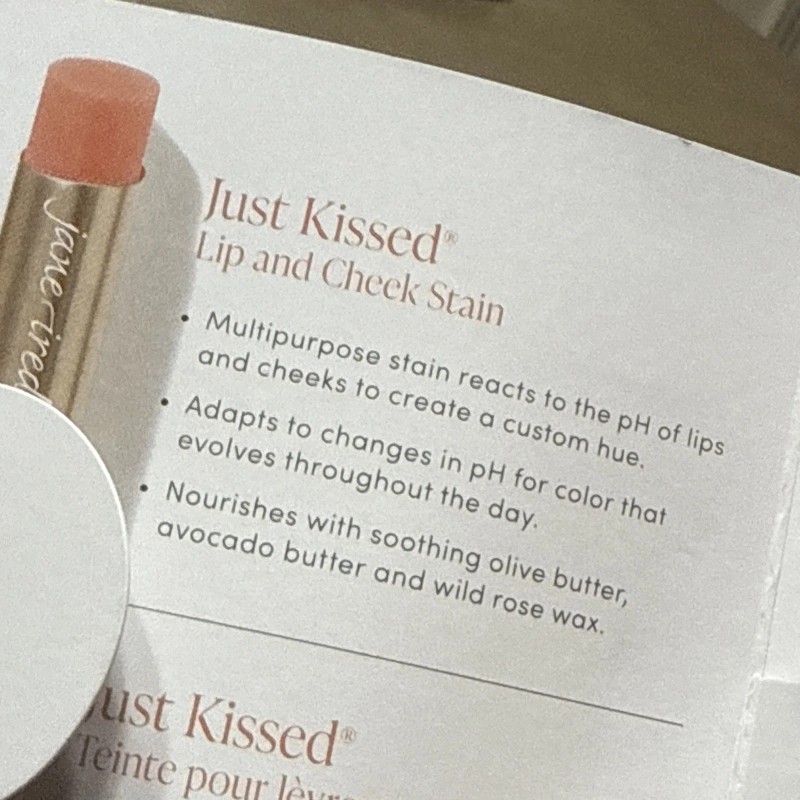 jane ired
Just Kissed®
Lip and Cheek Stain
• Multipurpose stain reacts to the pH of lips
and cheeks to create a custom hue.
• Adapts to changes in pH for color that
evolves throughout the day.
• Nourishes with soothing olive butter,
avocado butter and wild rose wax.
Just Kissed®
Teinte pour lèvr